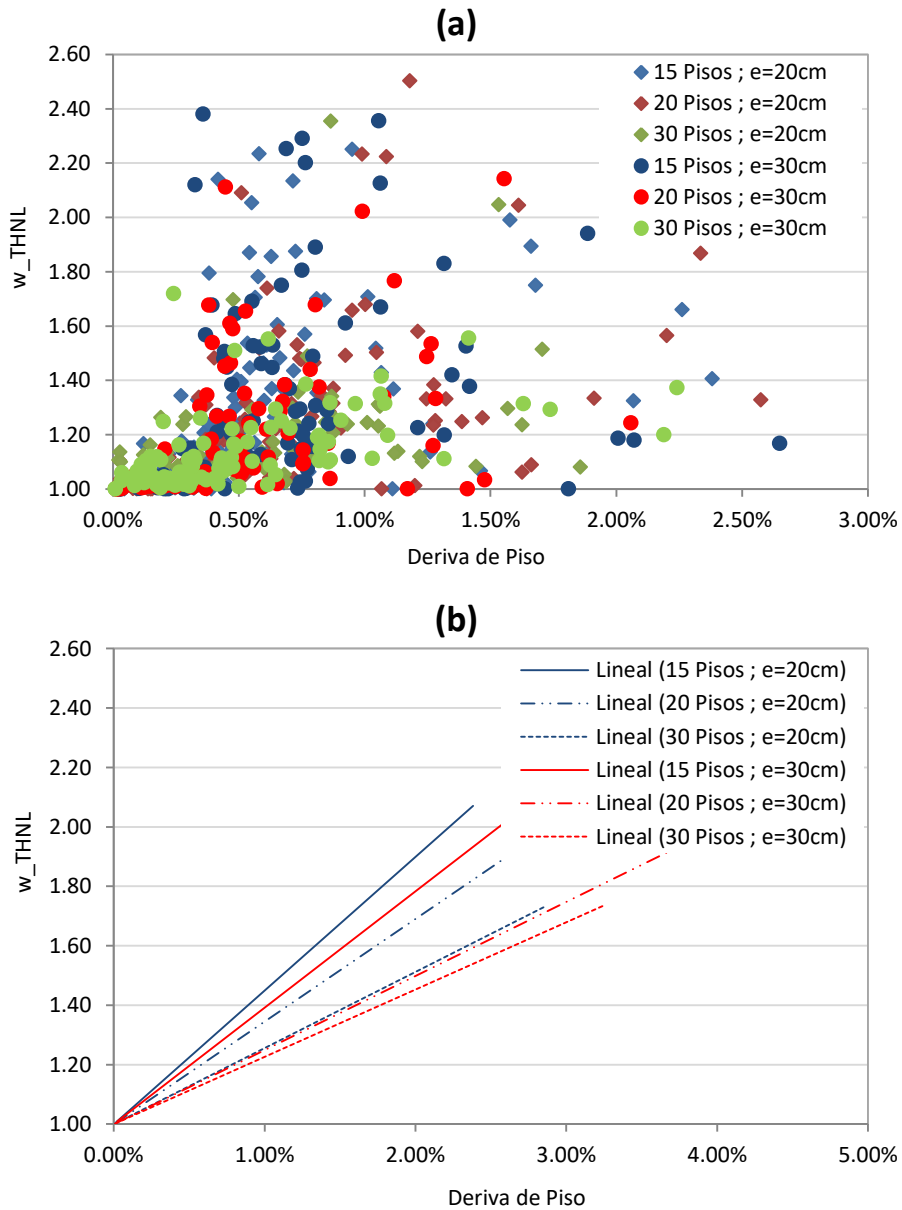 (a)
2.60
2.40
2.20
2.00
1.80
1.60
1.40
1.20
1.00
w_THNL
15 Pisos ; e=20cm
20 Pisos ; e=20cm
30 Pisos ; e=20cm
15 Pisos ; e=30cm
20 Pisos ; e=30cm
30 Pisos ; e=30cm
0.00% 0.50% 1.00% 1.50% 2.00% 2.50% 3.00%
Deriva de Piso
(b)
2.60
2.40
2.20
2.00
1.80
1.60
1.40
1.20
1.00
w_THNL
Lineal (15 Pisos ; e=20cm)
Lineal (20 Pisos ; e=20cm)
Lineal (30 Pisos ; e=20cm)
Lineal (15 Pisos ; e=30cm)
Lineal (20 Pisos ; e=30cm)
Lineal (30 Pisos ; e=30cm)
0.00% 1.00% 2.00% 3.00% 4.00% 5.00%
Deriva de Piso